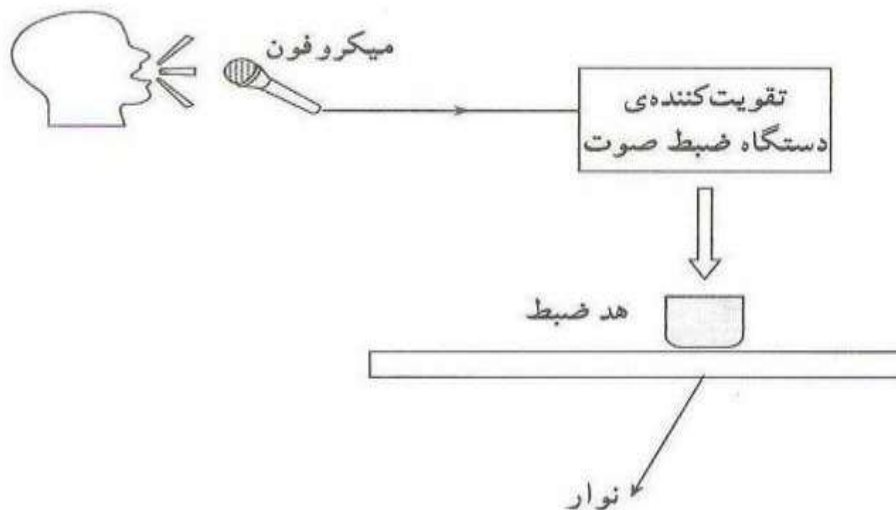 میکروفون
تقویت‌کننده‌ی
دستگاه ضبط صوت
هد ضبط
نوار